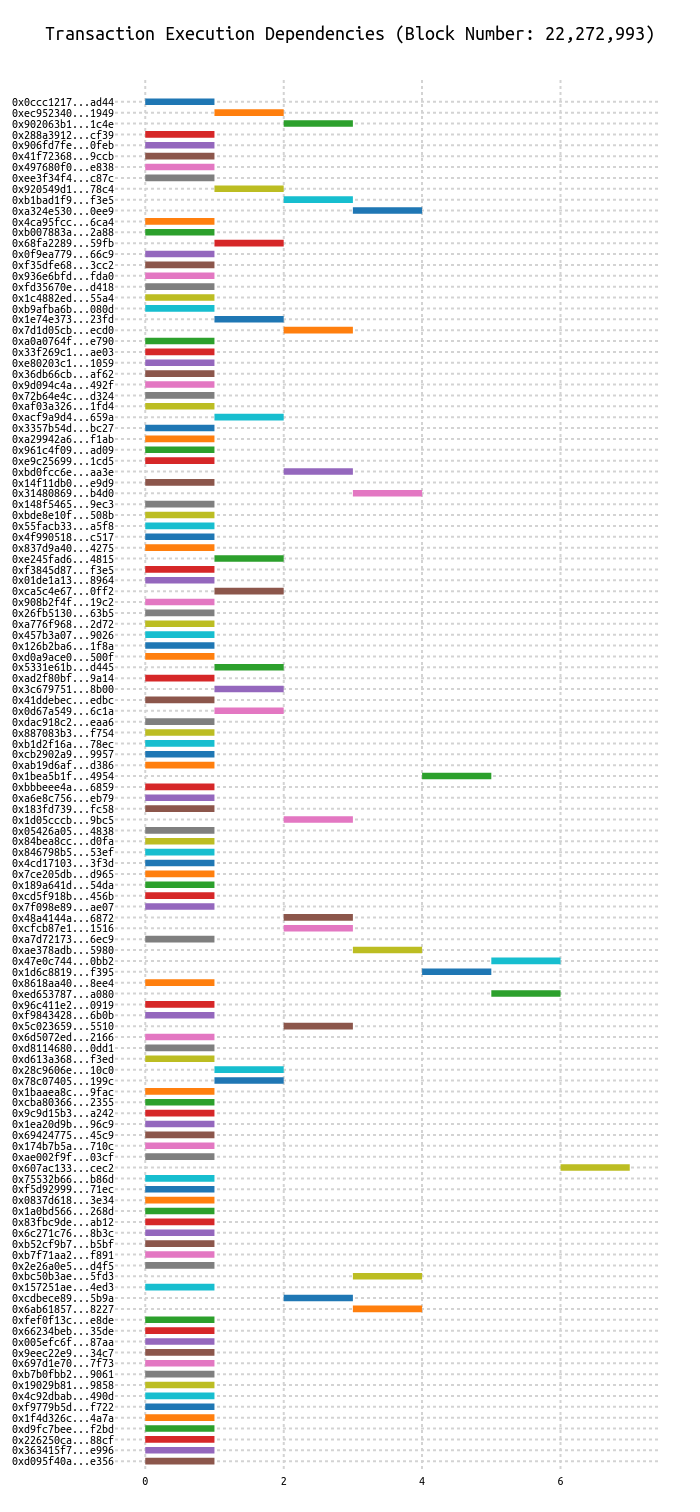 Transaction Execution Dependencies (Block Number: 22,272,993)
0x0ccc1217...ad44
0xec952340...1949
0x902063b1...1c4e
0x288a3912...cf39
0x906fd7fe...0feb
0x41f72368...9ccb
0x497680f0...e838
0xee3f34f4...c87c
0x920549d1...78c4
0xb1bad1f9...f3e5
0xa324e530...0ee9
0x4ca95fcc...6ca4
0xb007883a...2a88
0x68fa2289...59fb
0x0f9ea779...66c9
0xf35dfe68...3cc2
0x936e6bfd...fda0
0xfd35670e...d418
0x1c4882ed...55a4
0xb9afba6b...080d
0x1e74e373...23fd
0x7d1d05cb...ecd0
0xa0a0764f...e790
0x33f269c1...ae03
0xe80203c1...1059
0x36db66cb...af62
0x9d094c4a...492f
0x72b64e4c...d324
0xaf03a326...1fd4
0xacf9a9d4...659a
0x3357b54d...bc27
0xa29942a6...f1ab
0x961c4f09...ad09
0xe9c25699...1cd5
0xbd0fcc6e...aa3e
0x14f11db0...e9d9
0x31480869...b4d0
0x148f5465...9ec3
0xbde8e10f...508b
0x55facb33...a5f8
0x4f990518...c517
0x837d9a40...4275
0xe245fad6...4815
0xf3845d87...f3e5
0x01de1a13...8964
0xca5c4e67...0ff2
0x908b2f4f...19c2
0x26fb5130...63b5
0xa776f968...2d72
0x457b3a07...9026
0x126b2ba6...1f8a
0xd0a9ace0...500f
0x5331e61b...d445
0xad2f80bf...9a14
0x3c679751...8b00
0x41ddebec...edbc
0x0d67a549...6c1a
0xdac918c2...eaa6
0x887083b3...f754
0xb1d2f16a...78ec
0xcb2902a9...9957
0xab19d6af...d386
0x1bea5b1f...4954
0xbbbeee4a...6859
0xa6e8c756...eb79
0x183fd739...fc58
0x1d05cccb...9bc5
0x05426a05...4838
0x84bea8cc...d0fa
0x846798b5...53ef
0x4cd17103...3f3d
0x7ce205db...d965
0x189a641d...54da
0xcd5f918b...456b
0x7f098e89...ae07
0x48a4144a...6872
0xcfcb87e1...1516
0xa7d72173...6ec9
0xae378adb...5980
0x47e0c744...0bb2
0x1d6c8819...f395
0x8618aa40...8ee4
0xed653787...a080
0x96c411e2...0919
0xf9843428...6b0b
0x5c023659...5510
0x6d5072ed...2166
0xd8114680...0dd1
0xd613a368...f3ed
0x28c9606e...10c0
0x78c07405...199c
0x1baaea8c...9fac
0xcba80366...2355
0x9c9d15b3...a242
0x1ea20d9b...96c9
0x69424775...45c9
0x174b7b5a...710c
0xae002f9f...03cf
0x607ac133...cec2
0x75532b66...b86d
0xf5d92999...71ec
0x0837d618...3e34
0x1a0bd566...268d
0x83fbc9de...ab12
0x6c271c76...8b3c
0xb52cf9b7...b5bf
0xb7f71aa2...f891
0x2e26a0e5...d4f5
0xbc50b3ae...5fd3
0x157251ae...4ed3
0xcdbece89...5b9a
0x6ab61857...8227
0xfef0f13c...e8de
0x66234beb...35de
0x005efc6f...87aa
0x9eec22e9...34c7
0x697d1e70...7f73
0xb7b0fbb2...9061
0x19029b81...9858
0x4c92dbab...490d
0xf9779b5d...f722
0x1f4d326c...4a7a
0xd9fc7bee...f2bd
0x226250ca...88cf
0x363415f7...e996
0xd095f40a...e356
0 2 4 6